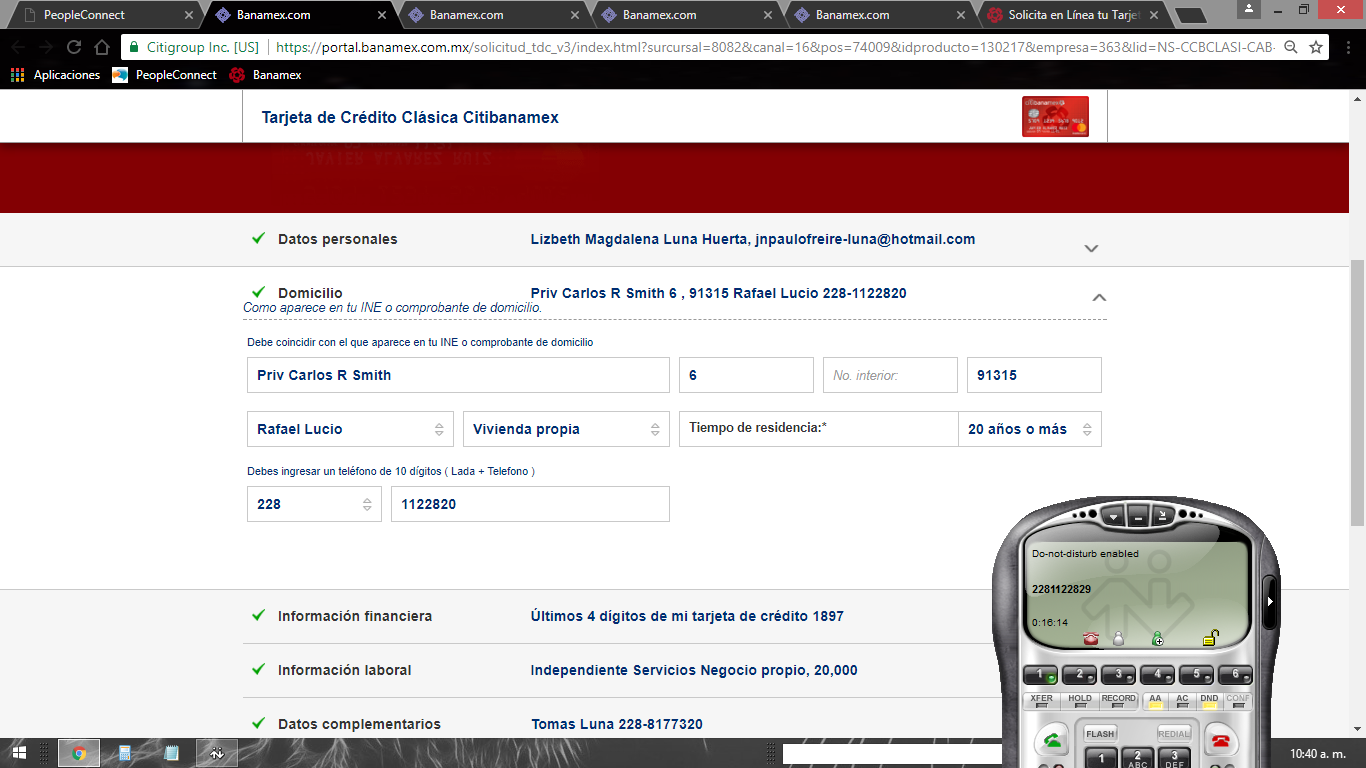 PeopleConnect
Banamex.com
Banamex.com
Banamex.com
Banamex.com
Solicita en Línea tu Tarjet
Citigroup Inc. [US] https://portal.banamex.com.mx/solicitud_tdc_v3/index.html?sursursal=8082&canal=16&pos=74009&idproducto=130217&empresa=363&lid=NS-CCBCLASI-CAB-
Aplicaciones PeopleConnect Banamex
Tarjeta de Crédito Clásica Citibanamex
citibanamex
JAVIER ALVAREZ RUIZ
Datos personales Lizbeth Magdalena Luna Huerta, jnpaulofreire-luna@hotmail.com
Domicilio Priv Carlos R Smith 6 , 91315 Rafael Lucio 228-1122820
Como aparece en tu INE o comprobante de domicilio.
Debe coincidir con el que aparece en tu INE o comprobante de domicilio
Priv Carlos R Smith 6 No. interior: 91315
Rafael Lucio Vivienda propia Tiempo de residencia:* 20 años o más
Debes ingresar un teléfono de 10 dígitos ( Lada + Telefono )
228 1122820
Do-not-disturb enabled
2281122829
0:16:14
Información financiera Últimos 4 dígitos de mi tarjeta de crédito 1897
Información laboral Independiente Servicios Negocio propio, 20,000
Datos complementarios Tomas Luna 228-8177320
1 2 3 4 5 6
XFER HOLD RECORD AA AC DND CONF
FLASH REDIAL
1 2 ABC 3 DEF
10:40 a. m.